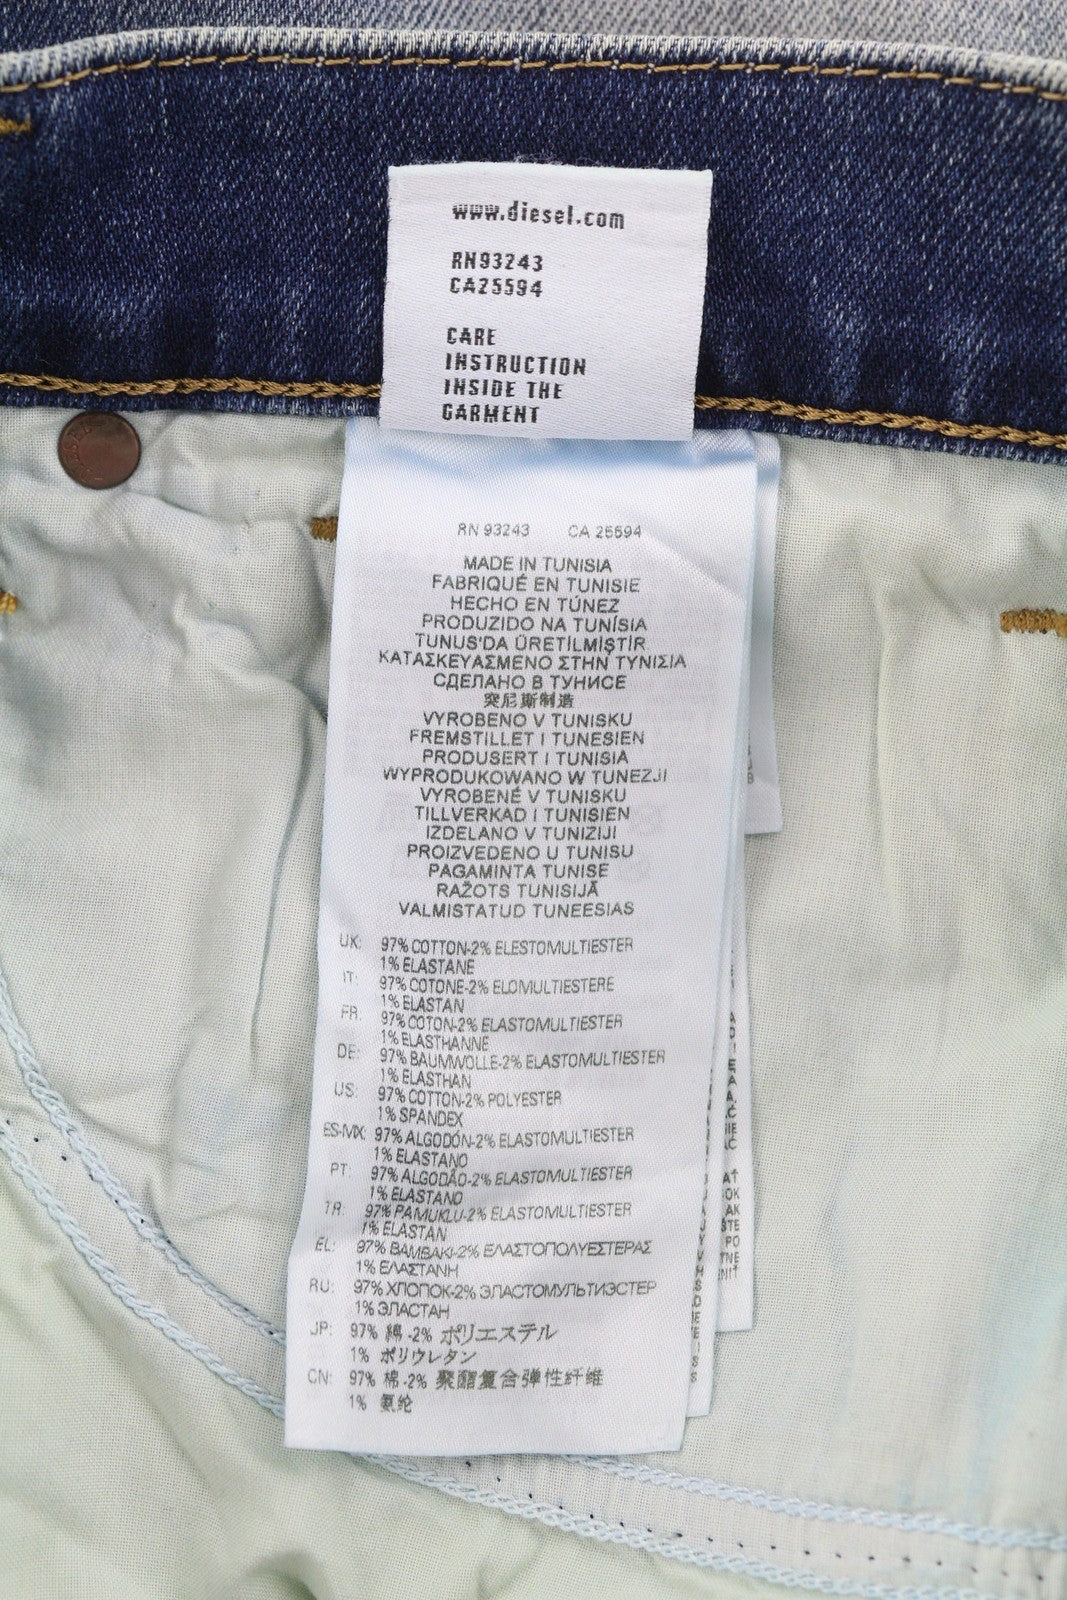 www.diesel.com
RN93243
CA25594
CARE
INSTRUCTION
INSIDE THE
GARMENT
RN 93243 CA 25594
MADE IN TUNISIA
FABRIQUÉ EN TUNISIE
HECHO EN TÚNEZ
PRODUZIDO NA TUNÍSIA
TUNUS'DA ÜRETİLMİŞTİR
ΚΑΤΑΣΚΕΥΑΣΜΕΝΟ ΣΤΗΝ ΤΥΝΙΣΙΑ
СДЕЛАНО В ТУНИСЕ
突尼斯制造
VYROBENO V TUNISKU
FREMSTILLET I TUNESIEN
PRODUSERT I TUNISIA
WYPRODUKOWANO W TUNEZJI
VYROBENÉ V TUNISKU
TILLVERKAD I TUNISIEN
IZDELANO V TUNIZIJI
PROIZVEDENO U TUNISU
PAGAMINTA TUNISE
RAŽOTS TUNISIJĀ
VALMISTATUD TUNEESIAS
UK: 97% COTTON-2% ELESTOMULTIESTER
1% ELASTANE
IT: 97% COTONE-2% ELOMULTIESTERE
1% ELASTAN
FR: 97% COTON-2% ELASTOMULTIESTER
1% ELASTHANNE
DE: 97% BAUMWOLLE-2% ELASTOMULTIESTER
1% ELASTHAN
US: 97% COTTON-2% POLYESTER
1% SPANDEX
ES-MX: 97% ALGODÓN-2% ELASTOMULTIESTER
1% ELASTANO
PT: 97% ALGODÃO-2% ELASTOMULTIESTER
1% ELASTANO
TR: 97% PAMUKLU-2% ELASTOMULTIESTER
1% ELASTAN
EL: 97% ΒΑΜΒΑΚΙ-2% ΕΛΑΣΤΟΠΟΛΥΕΣΤΕΡΑΣ
1% ΕΛΑΣΤΑΝΗ
RU: 97% ХЛОПОК-2% ЭЛАСТОМУЛЬТИЭСТЕР
1% ЭЛАСТАН
JP: 97% 綿 -2% ポリエステル
1% ポリウレタン
CN: 97% 棉 -2% 聚酯复合弹性纤维
1% 氨纶